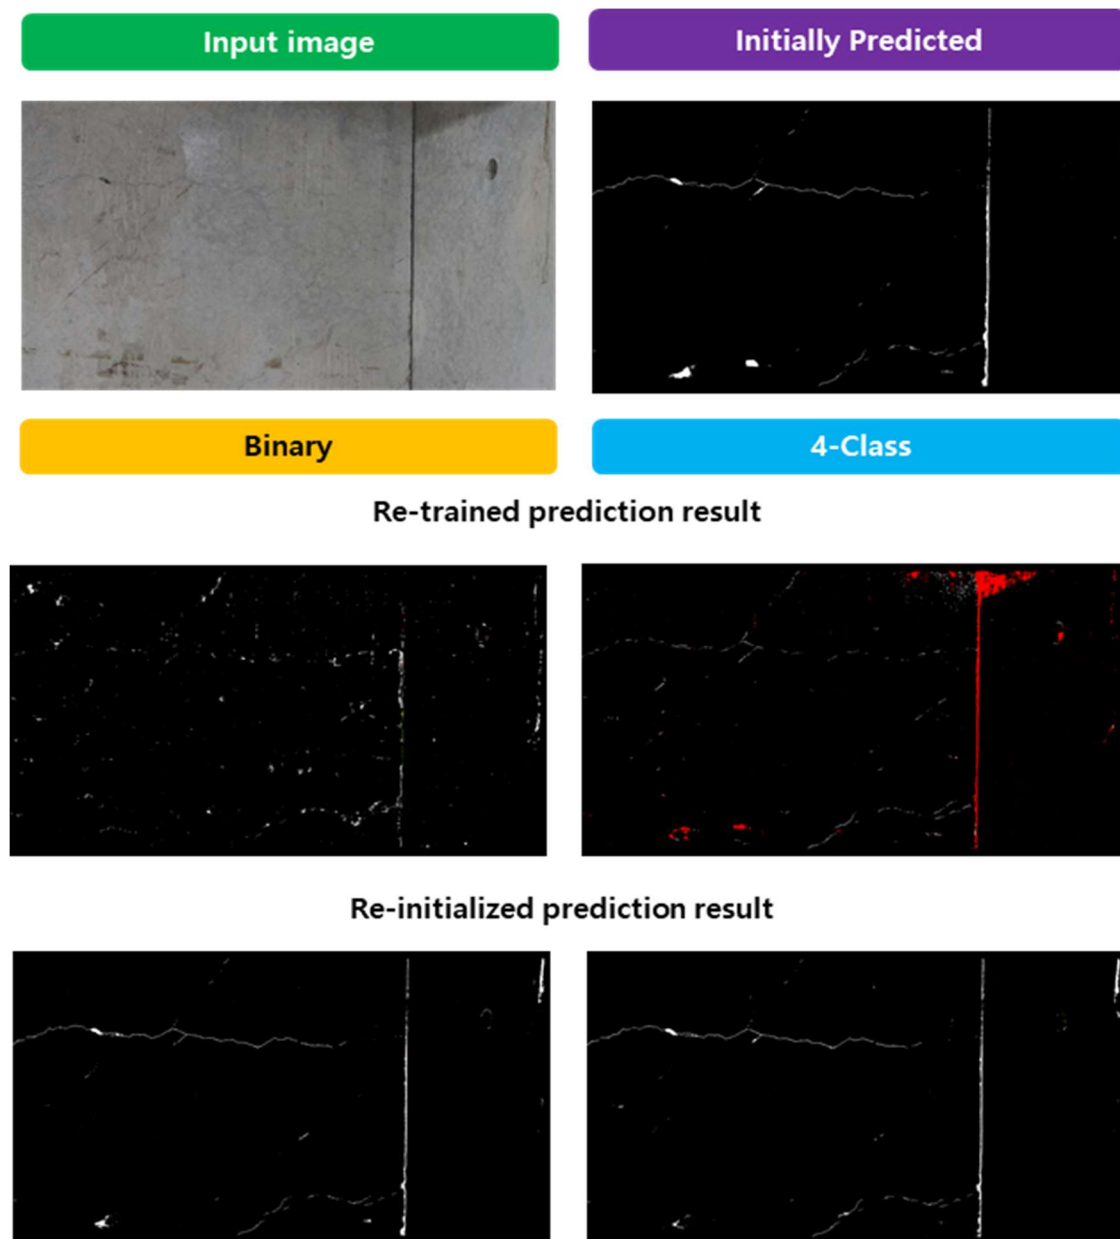 Input image
Initially Predicted
Binary
4-Class
Re-trained prediction result
Re-initialized prediction result